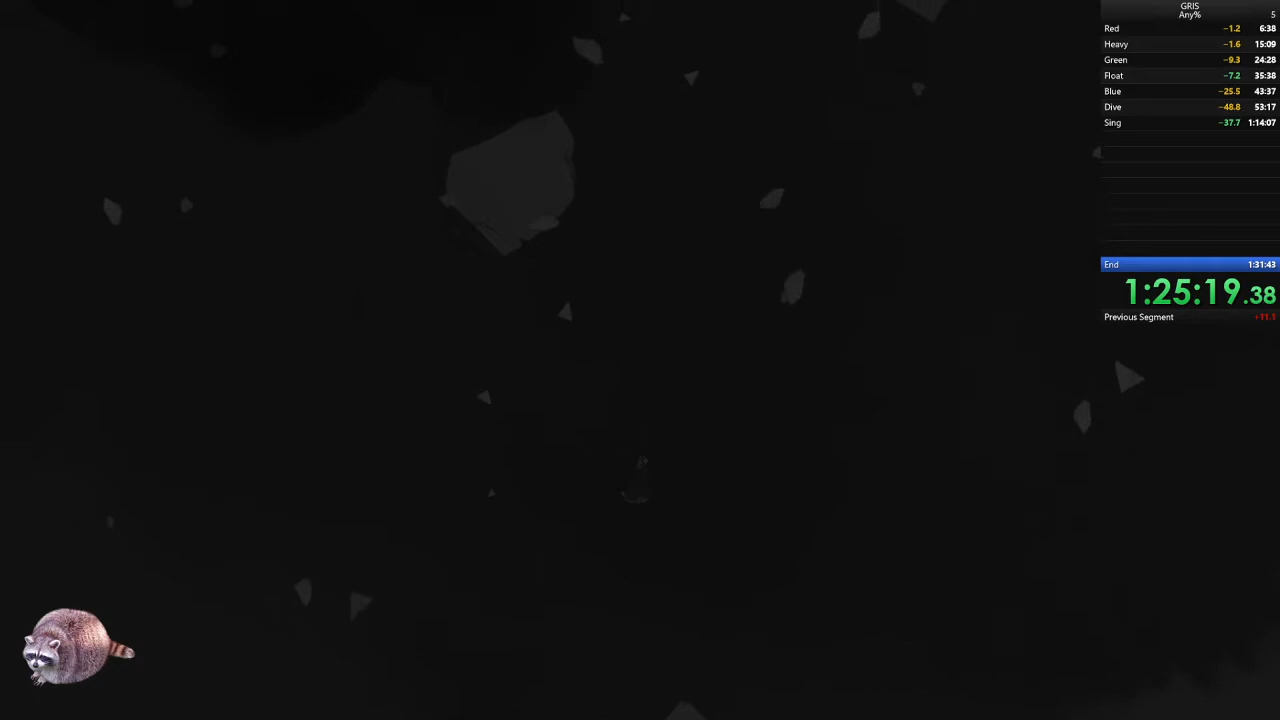 GRIS
Any% 5
Red -1.2 6:38
Heavy -1.6 15:09
Green -9.3 24:28
Float -7.2 35:38
Blue -25.5 43:37
Dive -48.8 53:17
Sing -37.7 1:14:07
End 1:31:43
1:25:19.38
Previous Segment +11.1